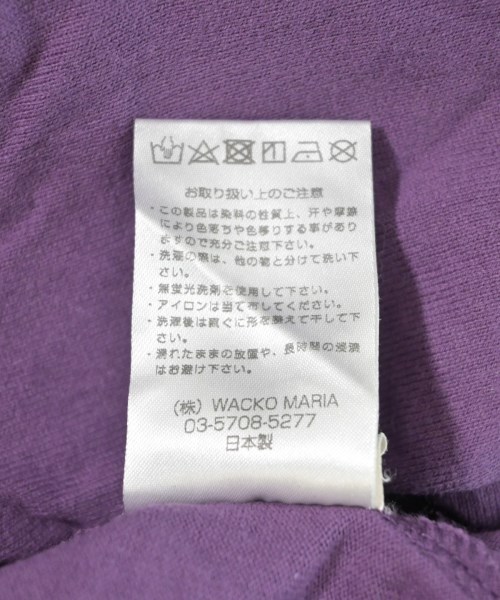 お取り扱い上のご注意
・この製品は染料の性質上、汗や摩擦
により色落ちや色移りする事があり
ますので充分ご注意下さい。
・洗濯の際は、他の物と分けて洗い下
さい。
・無蛍光洗剤を使用して下さい。
・アイロンは当て布してください。
・洗濯後は直ぐに形を整えて干して下
さい。
・濡れたままの放置や、長時間の浸漬
はお避け下さい。
(株) WACKO MARIA
03-5708-5277
日本製